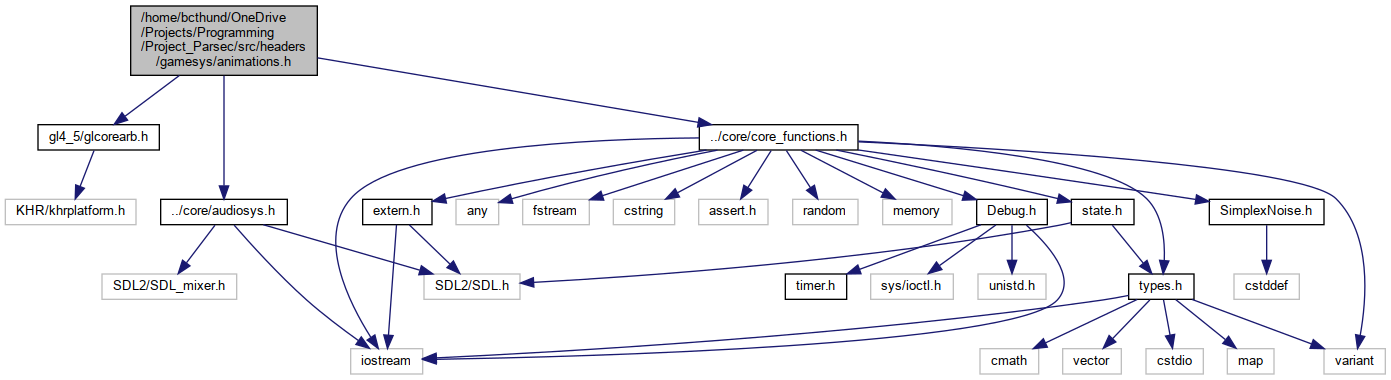 /home/bcthund/OneDrive
/Projects/Programming
/Project_Parsec/src/headers
/gamesys/animations.h
gl4_5/glcorearb.h
../core/core_functions.h
KHR/khrplatform.h
../core/audiosys.h
extern.h
any
fstream
cstring
assert.h
random
memory
Debug.h
state.h
SimplexNoise.h
SDL2/SDL_mixer.h
SDL2/SDL.h
timer.h
sys/ioctl.h
unistd.h
types.h
cstddef
iostream
cmath
vector
cstdio
map
variant